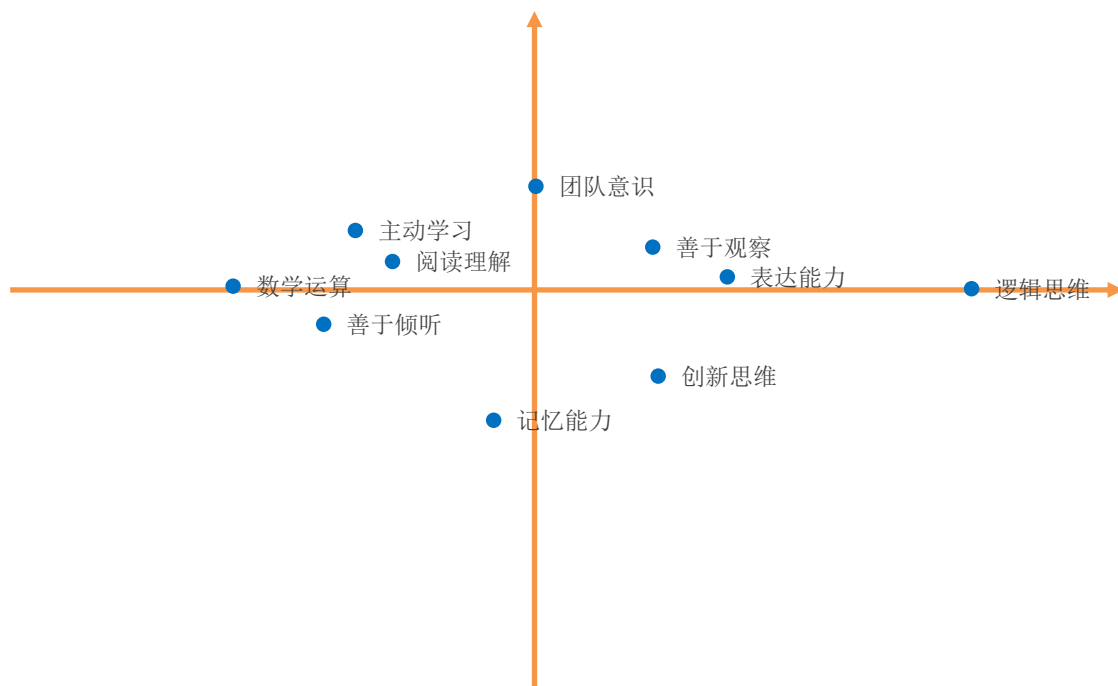 团队意识
主动学习
善于观察
阅读理解
表达能力
数学运算
逻辑思维
善于倾听
创新思维
记忆能力